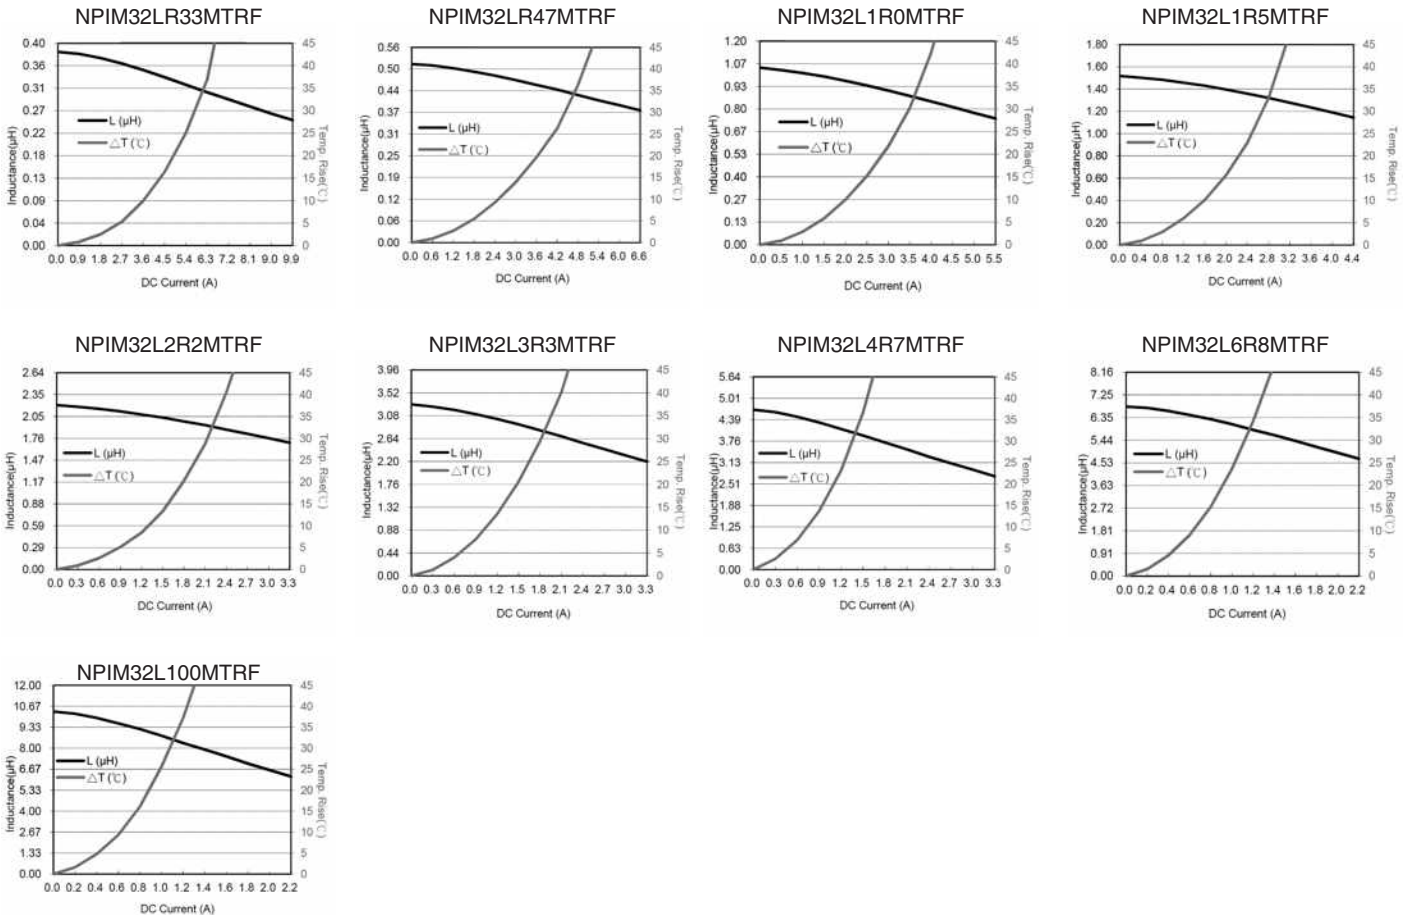 NPIM32LR33MTRF
0.40
0.36
0.31
0.27
0.22
0.18
0.13
0.09
0.04
0.00
Inductance(μH)
L (μH)
△T (℃)
45
40
35
30
25
20
15
10
5
0
Temp. Rise(℃)
0.0 0.9 1.8 2.7 3.6 4.5 5.4 6.3 7.2 8.1 9.0 9.9
DC Current (A)
NPIM32LR47MTRF
0.56
0.50
0.44
0.37
0.31
0.25
0.19
0.12
0.06
0.00
Inductance(μH)
L (μH)
△T (℃)
45
40
35
30
25
20
15
10
5
0
Temp. Rise(℃)
0.0 0.6 1.2 1.8 2.4 3.0 3.6 4.2 4.8 5.4 6.0 6.6
DC Current (A)
NPIM32L1R0MTRF
1.20
1.07
0.93
0.80
0.67
0.53
0.40
0.27
0.13
0.00
Inductance(μH)
L (μH)
△T (℃)
45
40
35
30
25
20
15
10
5
0
Temp. Rise(℃)
0.0 0.5 1.0 1.5 2.0 2.5 3.0 3.5 4.0 4.5 5.0 5.5
DC Current (A)
NPIM32L1R5MTRF
1.80
1.60
1.40
1.20
1.00
0.80
0.60
0.40
0.20
0.00
Inductance(μH)
L (μH)
△T (℃)
45
40
35
30
25
20
15
10
5
0
Temp. Rise(℃)
0.0 0.4 0.8 1.2 1.6 2.0 2.4 2.8 3.2 3.6 4.0 4.4
DC Current (A)
NPIM32L2R2MTRF
2.64
2.35
2.05
1.76
1.47
1.17
0.88
0.59
0.29
0.00
Inductance(μH)
L (μH)
△T (℃)
45
40
35
30
25
20
15
10
5
0
Temp. Rise(℃)
0.0 0.3 0.6 0.9 1.2 1.5 1.8 2.1 2.4 2.7 3.0 3.3
DC Current (A)
NPIM32L3R3MTRF
3.96
3.52
3.08
2.64
2.20
1.76
1.32
0.88
0.44
0.00
Inductance(μH)
L (μH)
△T (℃)
45
40
35
30
25
20
15
10
5
0
Temp. Rise(℃)
0.0 0.3 0.6 0.9 1.2 1.5 1.8 2.1 2.4 2.7 3.0 3.3
DC Current (A)
NPIM32L4R7MTRF
5.64
5.01
4.39
3.76
3.13
2.51
1.88
1.25
0.63
0.00
Inductance(μH)
L (μH)
△T (℃)
45
40
35
30
25
20
15
10
5
0
Temp. Rise(℃)
0.0 0.3 0.6 0.9 1.2 1.5 1.8 2.1 2.4 2.7 3.0 3.3
DC Current (A)
NPIM32L6R8MTRF
8.16
7.25
6.35
5.44
4.53
3.63
2.72
1.81
0.91
0.00
Inductance(μH)
L (μH)
△T (℃)
45
40
35
30
25
20
15
10
5
0
Temp. Rise(℃)
0.0 0.2 0.4 0.6 0.8 1.0 1.2 1.4 1.6 1.8 2.0 2.2
DC Current (A)
NPIM32L100MTRF
12.00
10.67
9.33
8.00
6.67
5.33
4.00
2.67
1.33
0.00
Inductance(μH)
L (μH)
△T (℃)
45
40
35
30
25
20
15
10
5
0
Temp. Rise(℃)
0.0 0.2 0.4 0.6 0.8 1.0 1.2 1.4 1.6 1.8 2.0 2.2
DC Current (A)